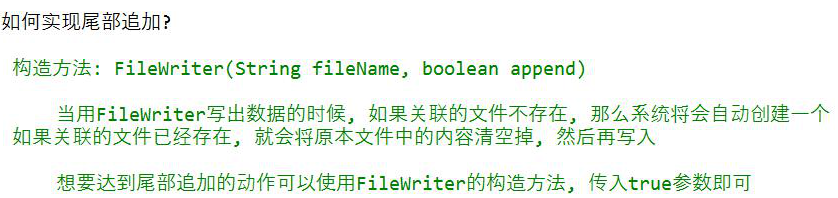 如何实现尾部追加?
构造方法: FileWriter(String fileName, boolean append)
当用FileWriter写出数据的时候, 如果关联的文件不存在, 那么系统将会自动创建一个
如果关联的文件已经存在, 就会将原本文件中的内容清空掉, 然后再写入
想要达到尾部追加的动作可以使用FileWriter的构造方法, 传入true参数即可